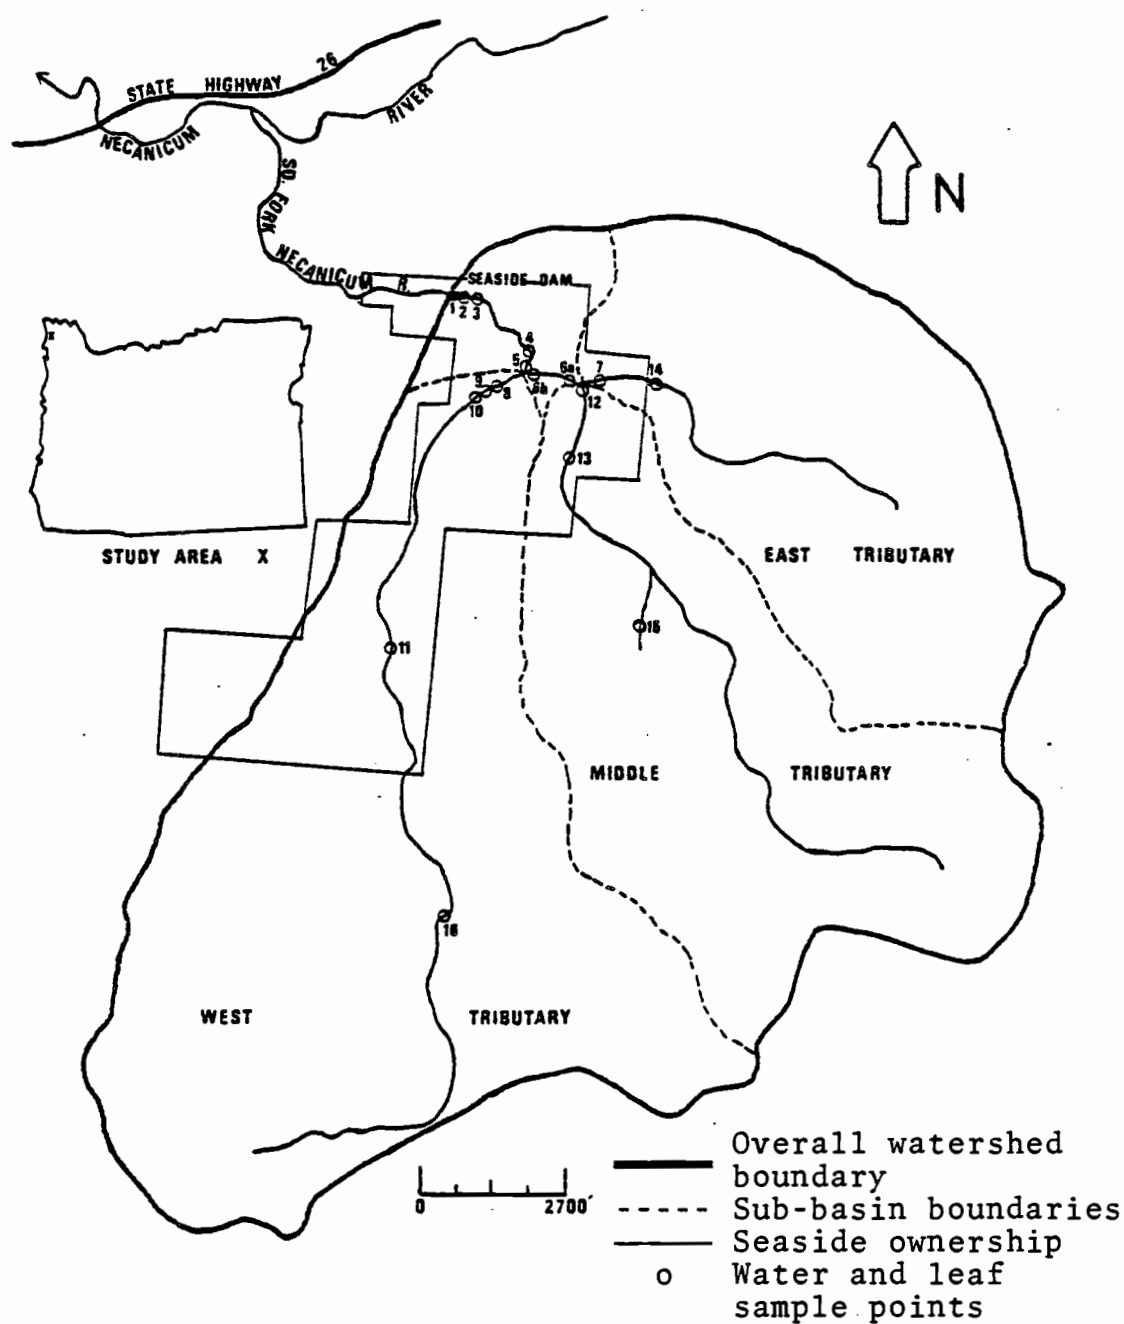 26
STATE HIGHWAY
RIVER
NECANICUM
SO. FORK
NECANICUM R.
N
SEASIDE DAM
1 2 3
4
5
6a 7 14
9 8 6b
10 12
13
STUDY AREA X
EAST TRIBUTARY
15
11
MIDDLE TRIBUTARY
16
WEST TRIBUTARY
0 2700'
Overall watershed
boundary
Sub-basin boundaries
Seaside ownership
o Water and leaf
sample points